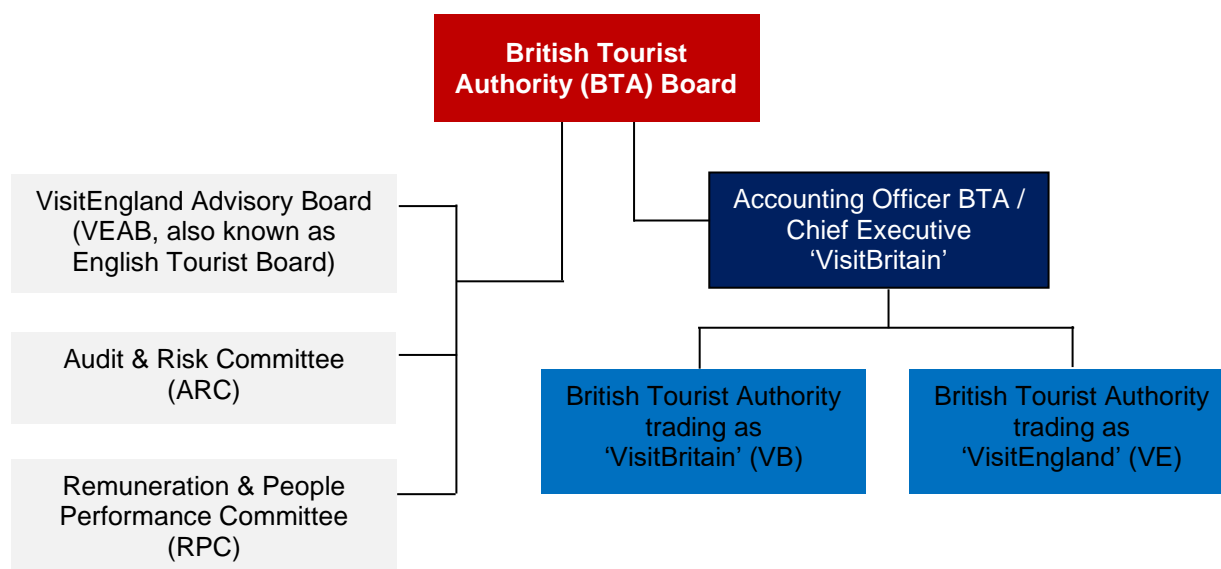 British Tourist
Authority (BTA) Board
VisitEngland Advisory Board
(VEAB, also known as
English Tourist Board)
Accounting Officer BTA /
Chief Executive
‘VisitBritain’
Audit & Risk Committee
(ARC)
British Tourist Authority
trading as
‘VisitBritain’ (VB)
British Tourist Authority
trading as
‘VisitEngland’ (VE)
Remuneration & People
Performance Committee
(RPC)